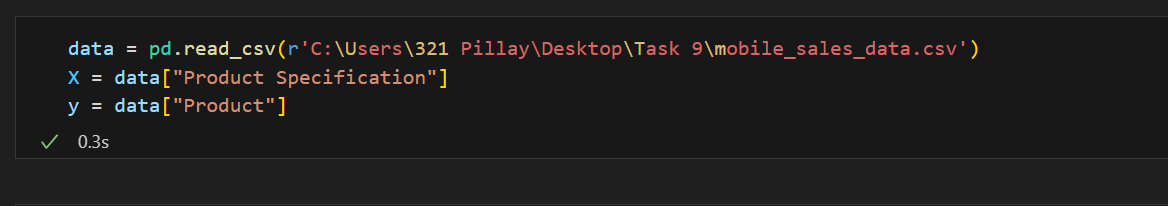 data = pd.read_csv(r'C:\Users\321 Pillay\Desktop\Task 9\mobile_sales_data.csv')
X = data["Product Specification"]
y = data["Product"]
0.3s